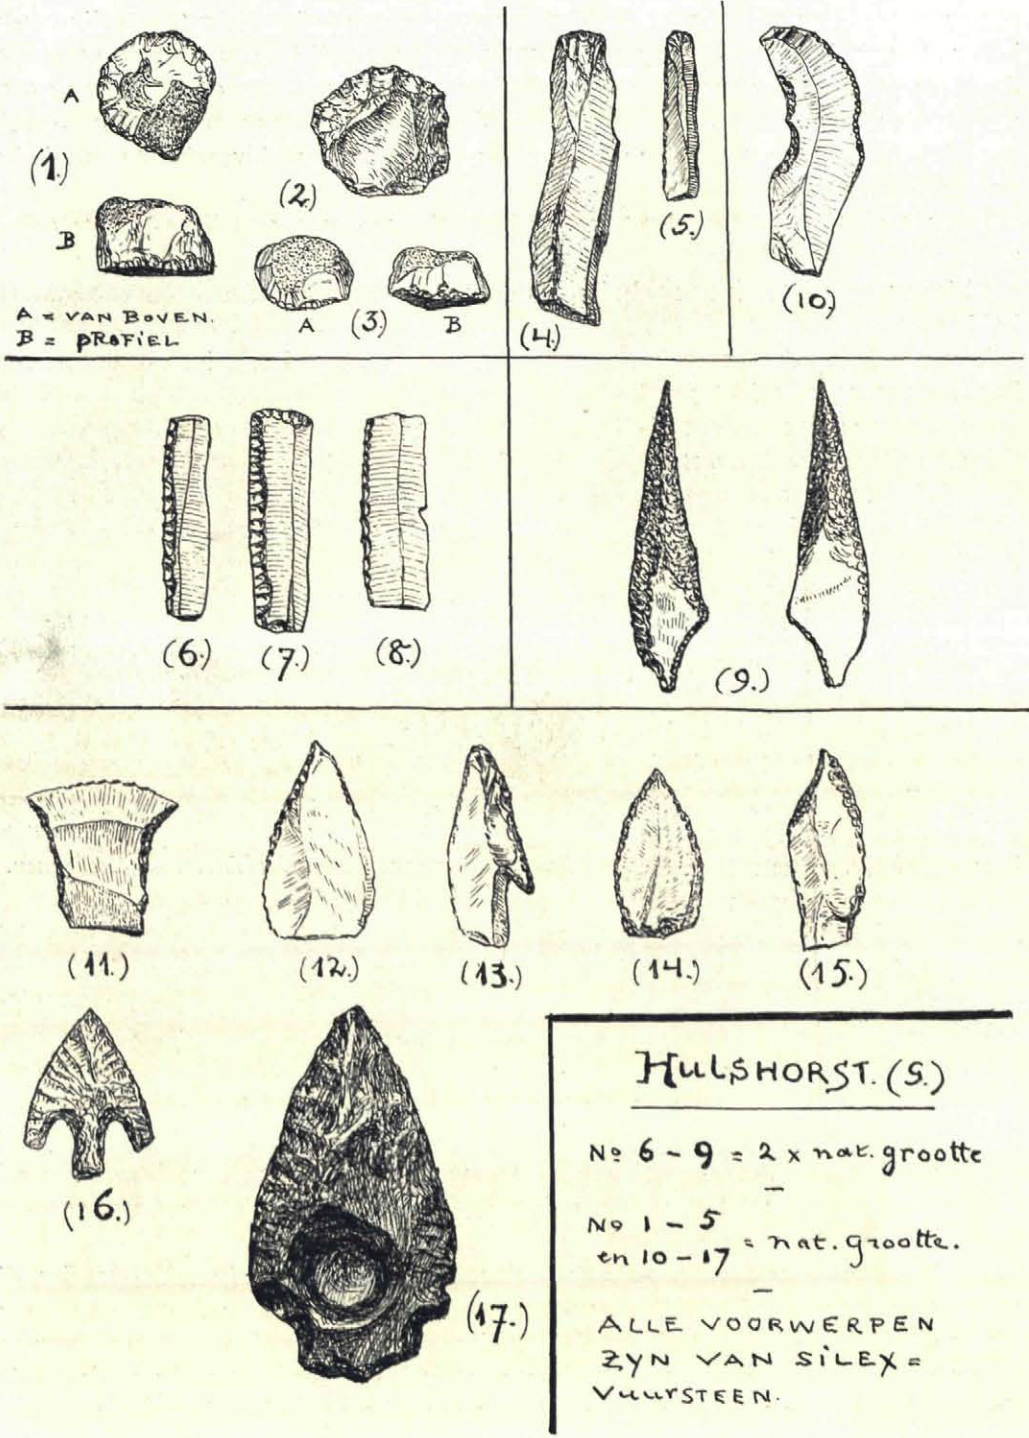 A
(1.)
B
A = VAN BOVEN.
B = PROFiEL
(2.)
A
(3.)
B
(4.)
(5.)
(10.)
(6.)
(7.)
(8.)
(9.)
(11.)
(12.)
(13.)
(14.)
(15.)
(16.)
(17.)
HULSHORST. (S.)
No 6 - 9 = 2 x nat. grootte
No 1 - 5
en 10 - 17 = nat. grootte.
ALLE VOORWERPEN
ZYN VAN SiLEX =
VuurSTEEN.